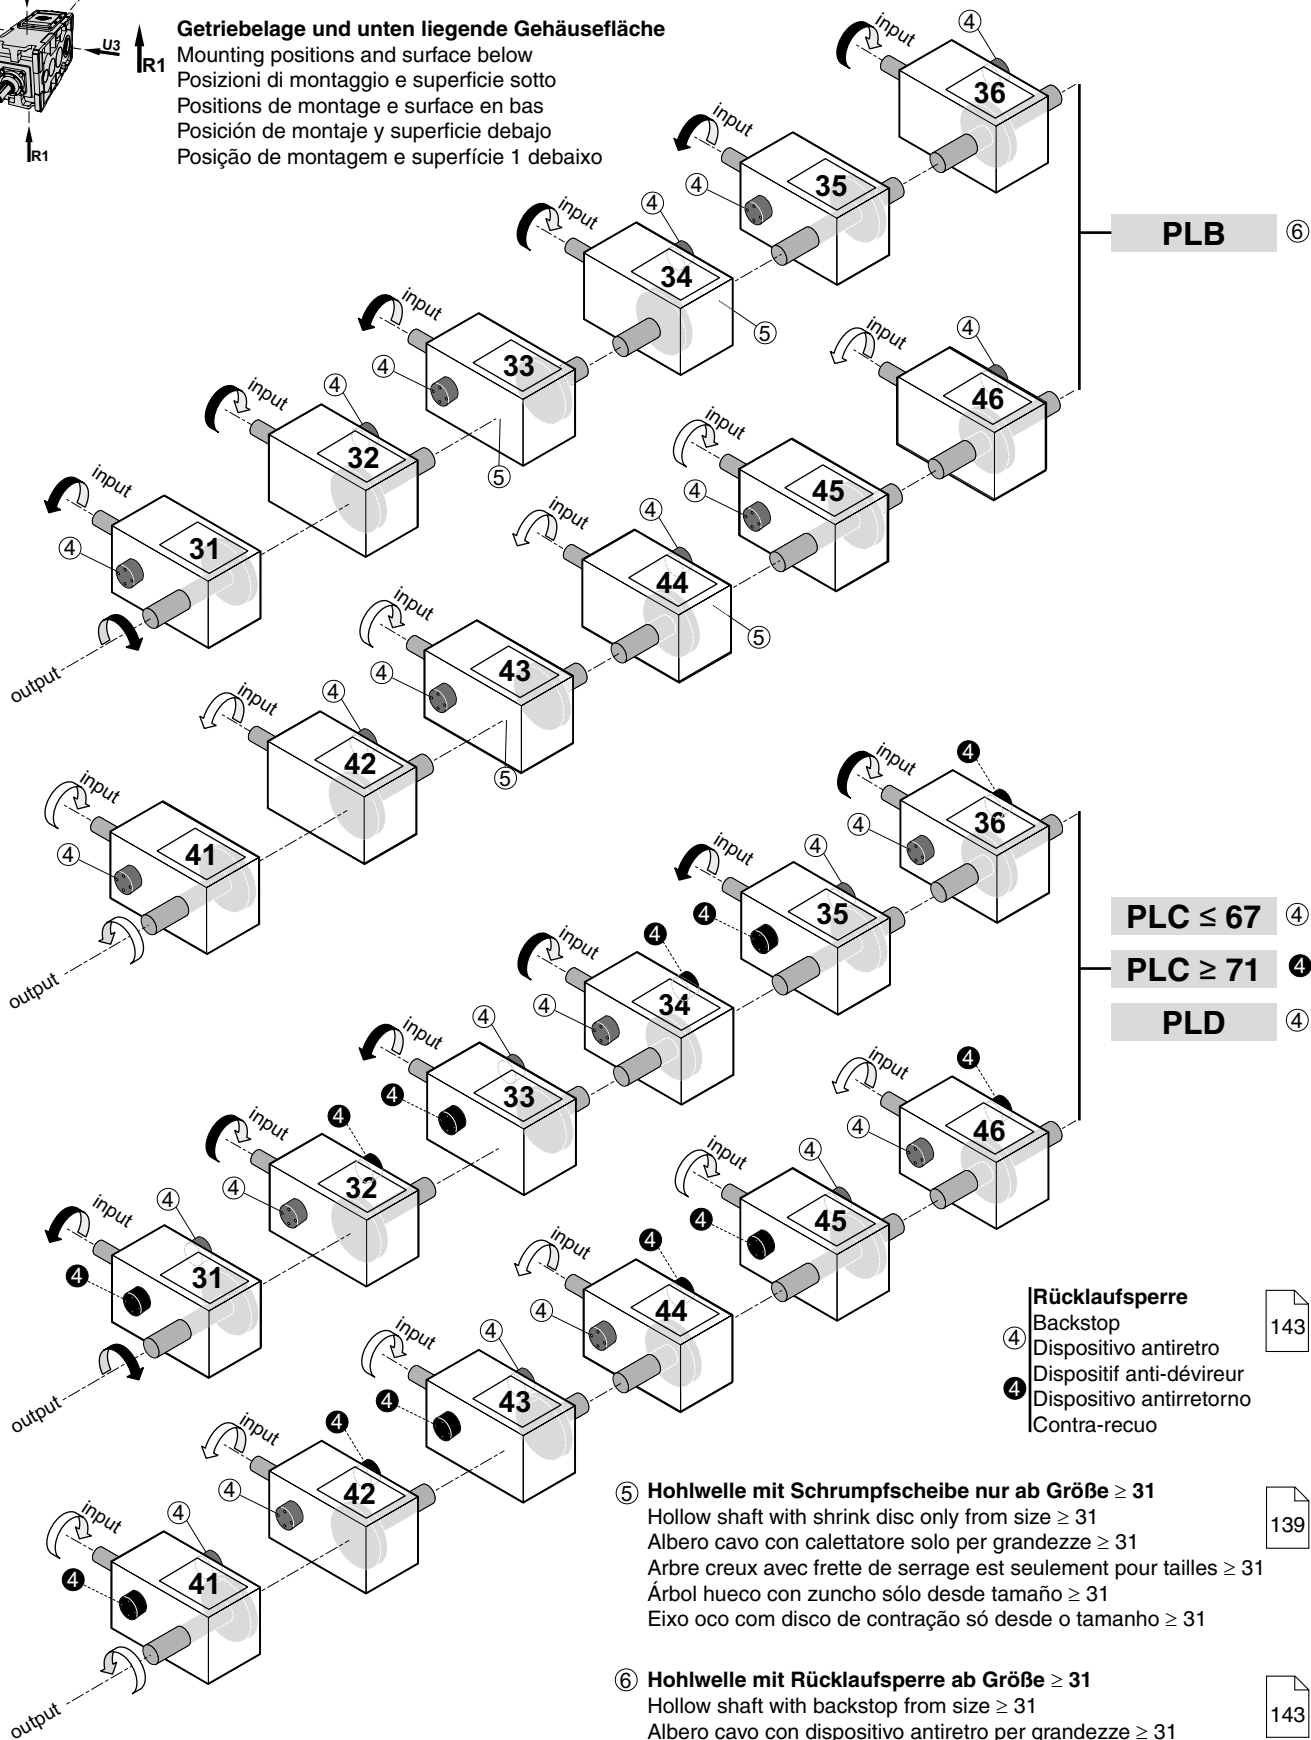 U3
R1
R1
Getriebelage und unten liegende Gehäusefläche
Mounting positions and surface below
Posizioni di montaggio e superficie sotto
Positions de montage e surface en bas
Posición de montaje y superficie debajo
Posição de montagem e superfície 1 debaixo
input ④ 36
input ④ 35
input ④ 34 ⑤
input ④ 33 ⑤
input ④ 32
input ④ 31
output
PLB ⑥
input ④ 46
input ④ 45
input ④ 44 ⑤
input ④ 43 ⑤
input ④ 42
input ④ 41
output
input ❹ ④ 36
input ④ ❹ 35
input ❹ ④ 34
input ④ ❹ 33
input ❹ ④ 32
input ④ ❹ 31
output
PLC ≤ 67 ④
PLC ≥ 71 ❹
PLD ④
input ❹ ④ 46
input ④ ❹ 45
input ❹ ④ 44
input ④ ❹ 43
input ❹ ④ 42
input ④ ❹ 41
output
Rücklaufsperre
Backstop
④ Dispositivo antiretro
Dispositif anti-dévireur
❹ Dispositivo antirretorno
Contra-recuo
143
⑤ Hohlwelle mit Schrumpfscheibe nur ab Größe ≥ 31
Hollow shaft with shrink disc only from size ≥ 31
Albero cavo con calettatore solo per grandezze ≥ 31
Arbre creux avec frette de serrage est seulement pour tailles ≥ 31
Árbol hueco con zuncho sólo desde tamaño ≥ 31
Eixo oco com disco de contração só desde o tamanho ≥ 31
139
⑥ Hohlwelle mit Rücklaufsperre ab Größe ≥ 31
Hollow shaft with backstop from size ≥ 31
Albero cavo con dispositivo antiretro per grandezze ≥ 31
143